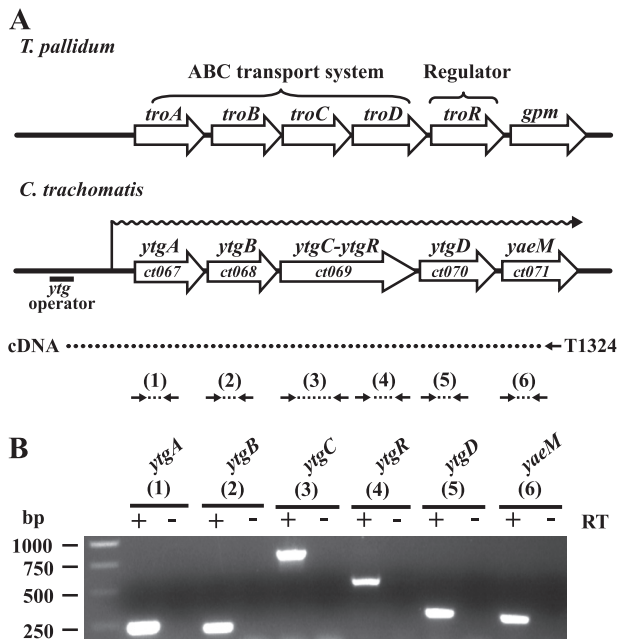 A
T. pallidum
ABC transport system Regulator
troA troB troC troD troR gpm
C. trachomatis
ytgA ytgB ytgC-ytgR ytgD yaeM
ct067 ct068 ct069 ct070 ct071
ytg
operator
cDNA T1324
(1) (2) (3) (4) (5) (6)
B
ytgA ytgB ytgC ytgR ytgD yaeM
(1) (2) (3) (4) (5) (6)
bp + - + - + - + - + - + - RT
1000
750
500
250